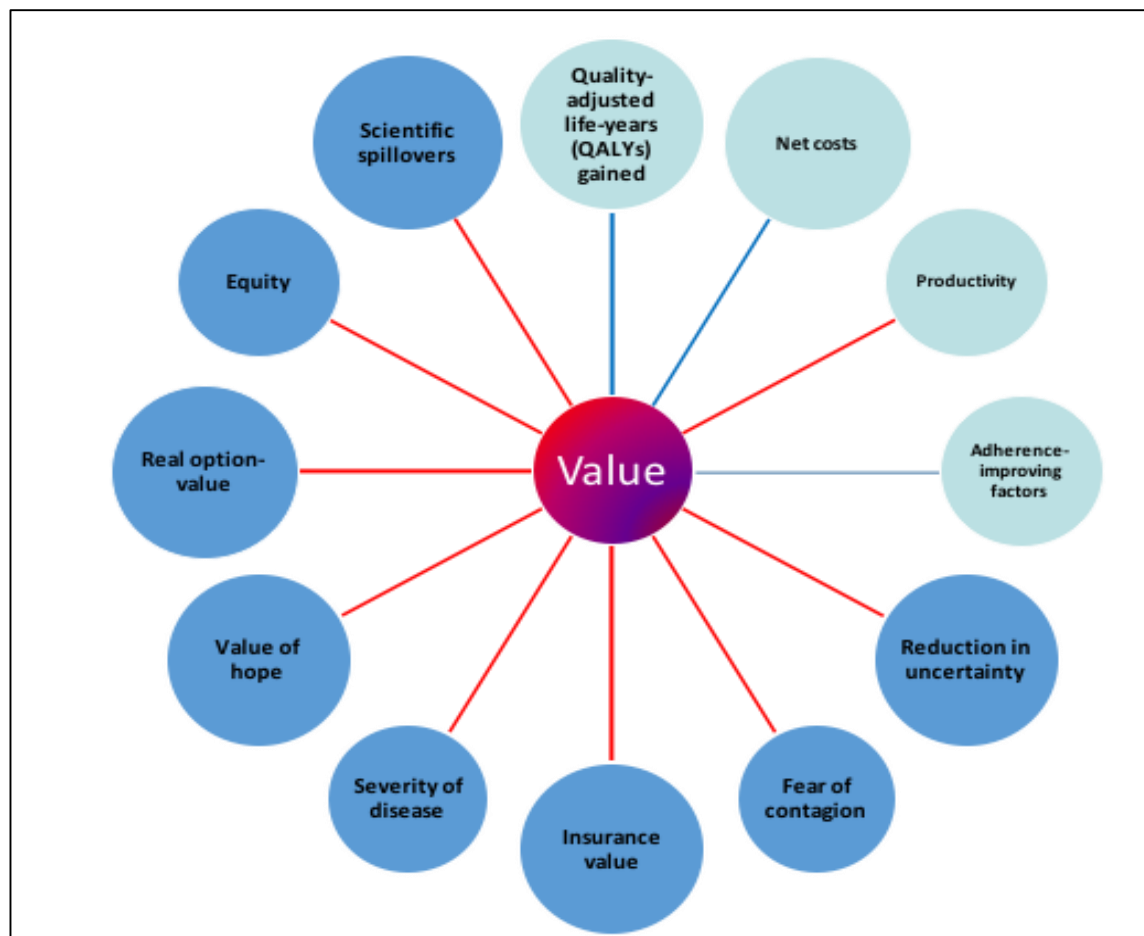 Quality-
adjusted
life-years
(QALYs)
gained
Net costs
Productivity
Adherence-
improving
factors
Reduction in
uncertainty
Fear of
contagion
Insurance
value
Severity of
disease
Value of
hope
Real option-
value
Equity
Scientific
spillovers
Value